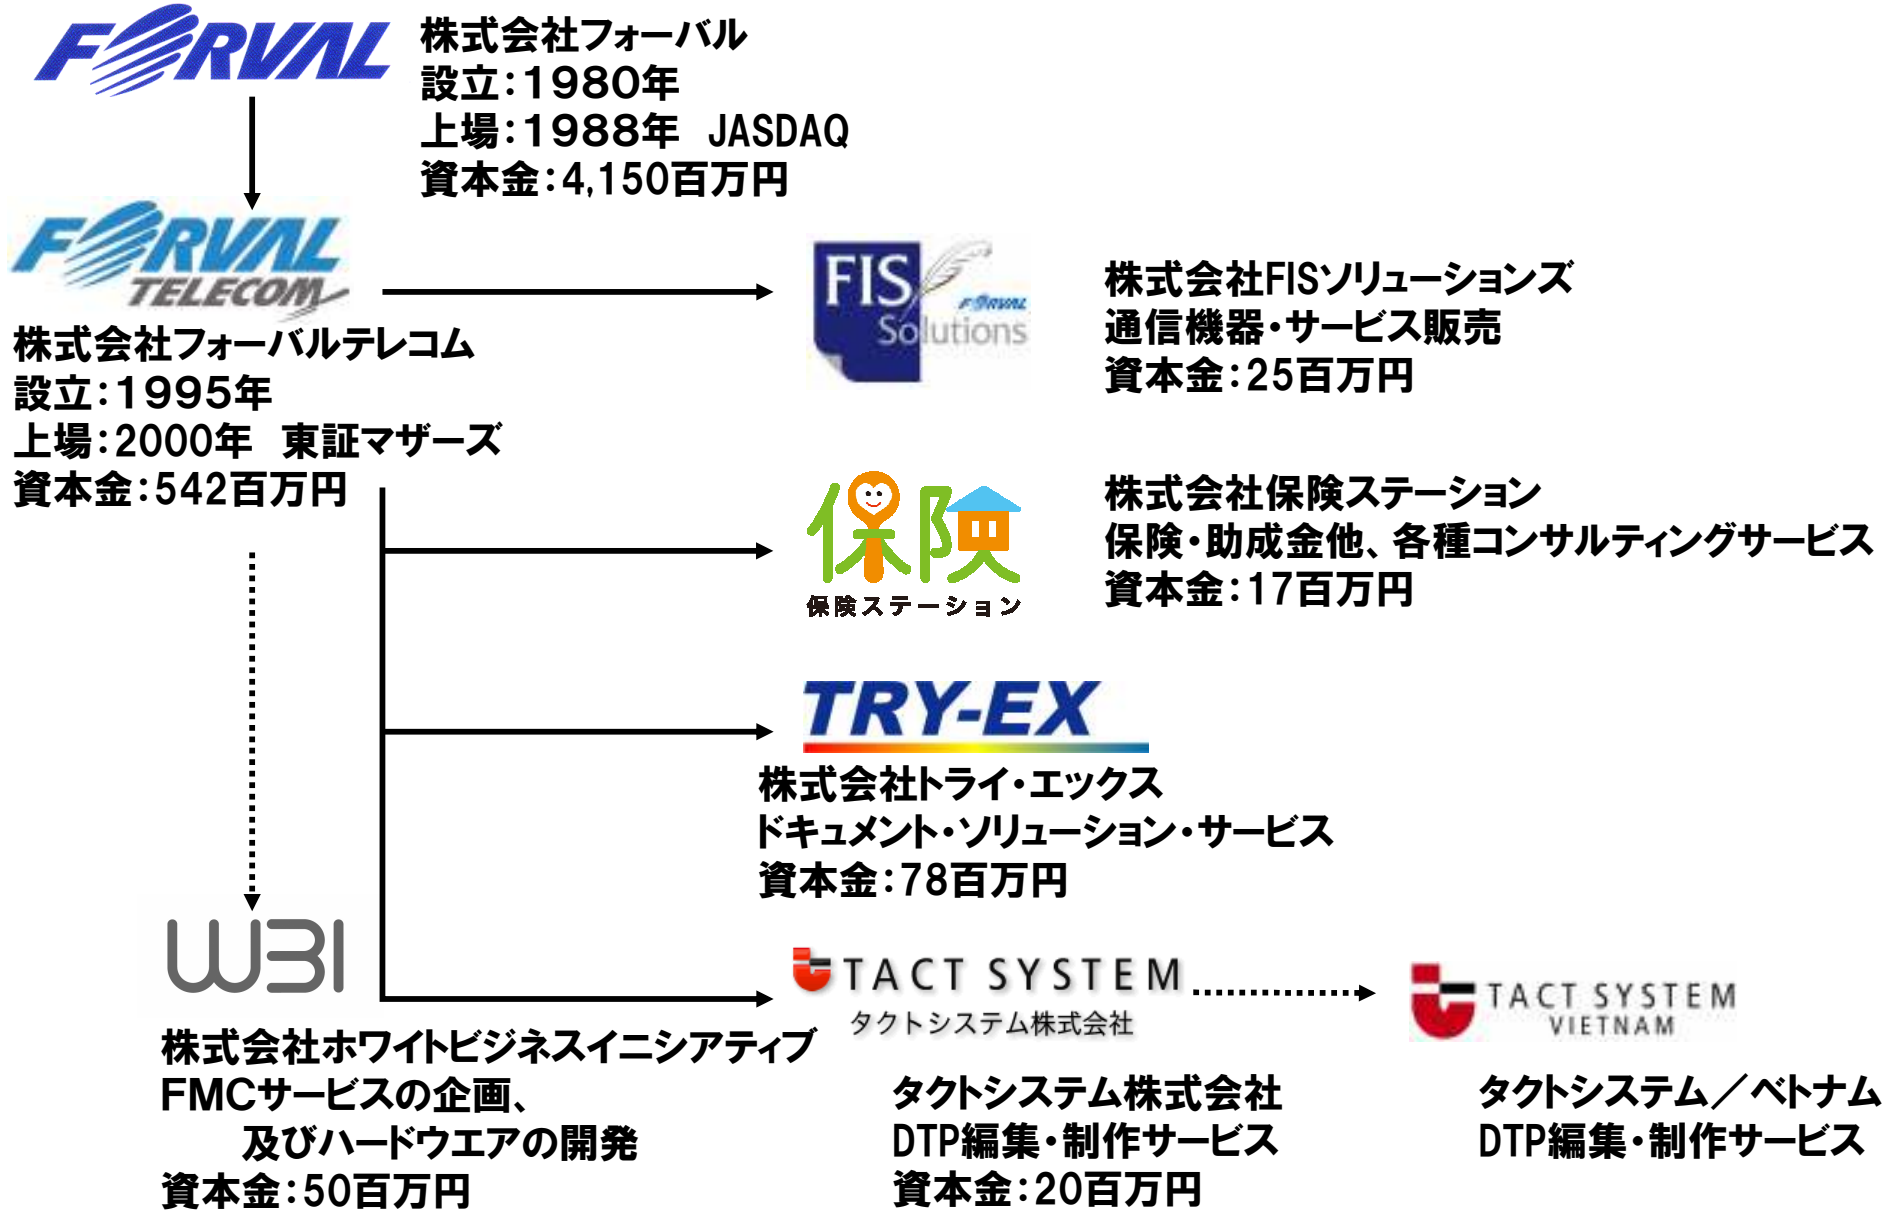 FORVAL
株式会社フォーバル
設立：１９８０年
上場：１９８８年　JASDAQ
資本金：4,150百万円
FORVAL
TELECOM
株式会社フォーバルテレコム
設立：１９９５年
上場：2000年　東証マザーズ
資本金：542百万円
FIS
FORVAL
Solutions
株式会社FISソリューションズ
通信機器・サービス販売
資本金：25百万円
保険
保険ステーション
株式会社保険ステーション
保険・助成金他、各種コンサルティングサービス
資本金：17百万円
TRY-EX
株式会社トライ・エックス
ドキュメント・ソリューション・サービス
資本金：78百万円
WBI
株式会社ホワイトビジネスイニシアティブ
FMCサービスの企画、
及びハードウエアの開発
資本金：50百万円
TACT SYSTEM
タクトシステム株式会社
タクトシステム株式会社
DTP編集・制作サービス
資本金：20百万円
TACT SYSTEM
VIETNAM
タクトシステム／ベトナム
DTP編集・制作サービス